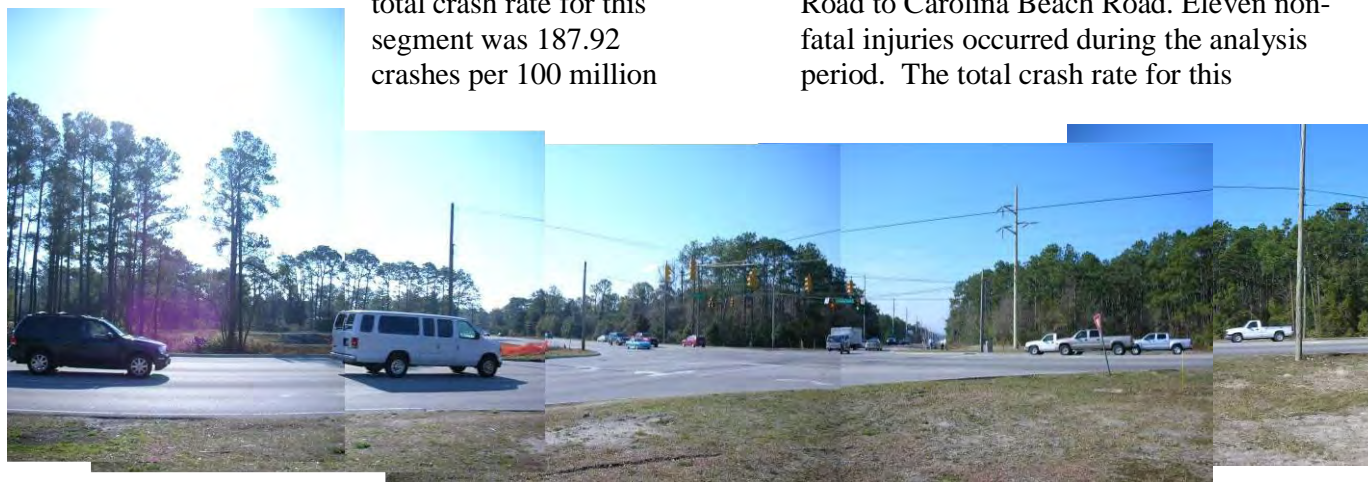 total crash rate for this
segment was 187.92
crashes per 100 million
Road to Carolina Beach Road. Eleven non-
fatal injuries occurred during the analysis
period.  The total crash rate for this